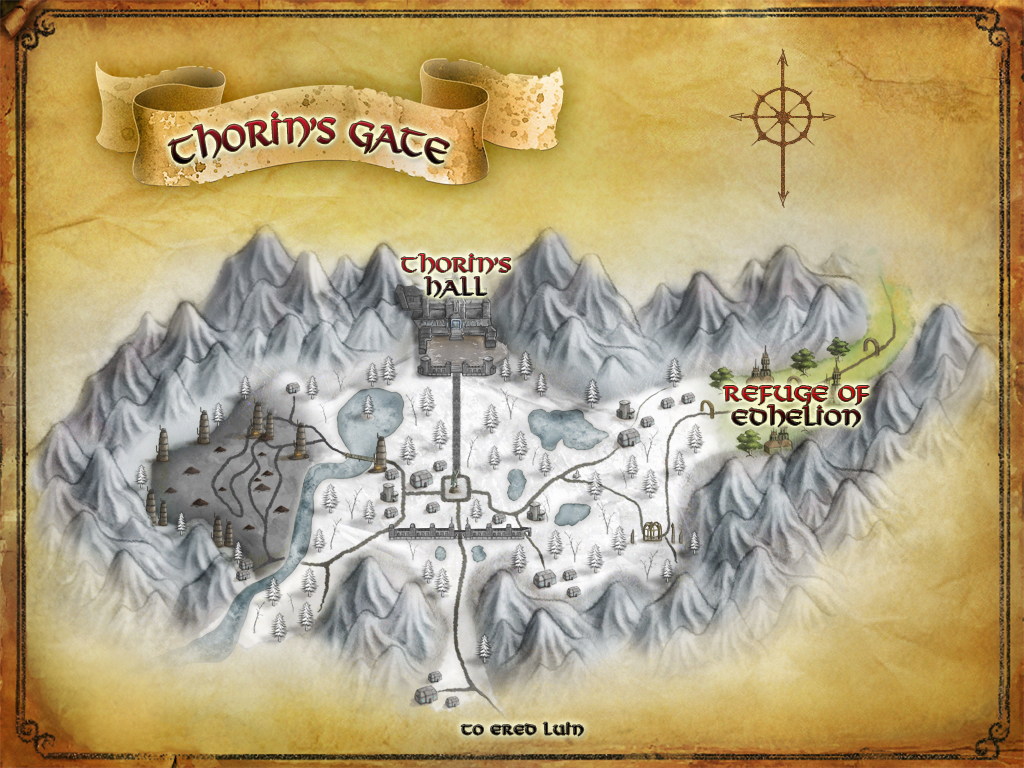 THORIN'S GATE
THORIN'S
HALL
REFUGE OF
EDHELION
TO ERED LUIN